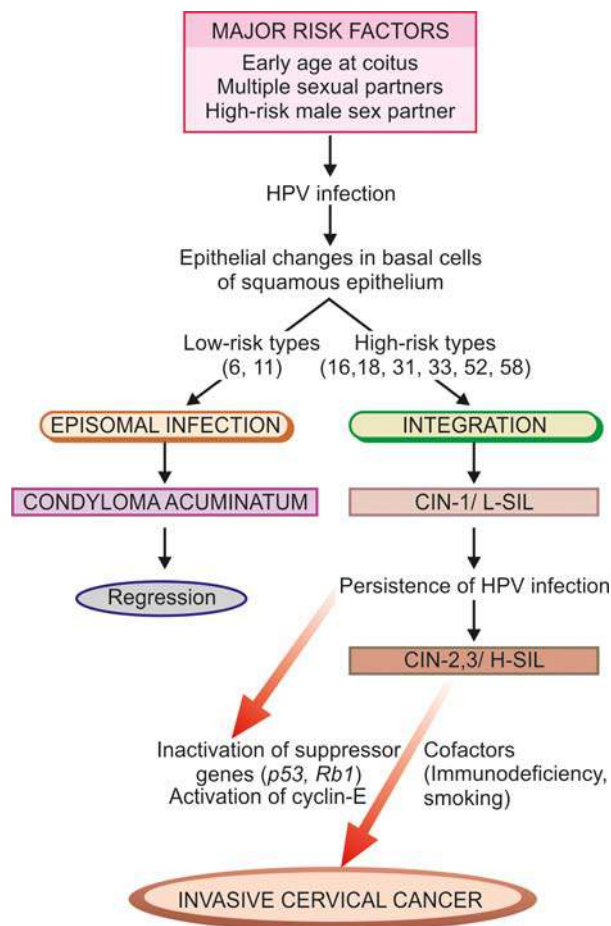 MAJOR RISK FACTORS
Early age at coitus
Multiple sexual partners
High-risk male sex partner
HPV infection
Epithelial changes in basal cells
of squamous epithelium
Low-risk types
(6, 11)
High-risk types
(16,18, 31, 33, 52, 58)
EPISOMAL INFECTION
INTEGRATION
CONDYLOMA ACUMINATUM
CIN-1/ L-SIL
Regression
Persistence of HPV infection
CIN-2,3/ H-SIL
Inactivation of suppressor
genes (p53, Rb1)
Activation of cyclin-E
Cofactors
(Immunodeficiency,
smoking)
INVASIVE CERVICAL CANCER